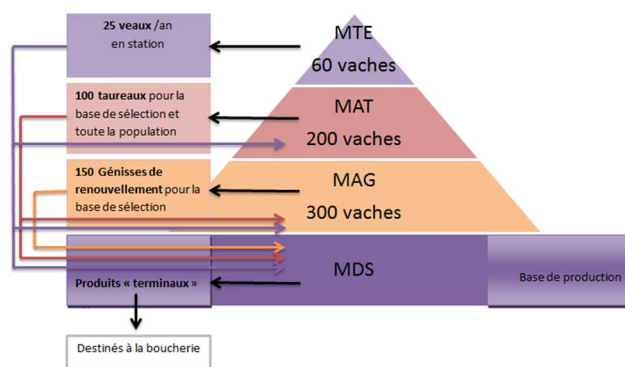 25 veaux /an
en station
MTE
60 vaches
100 taureaux pour la
base de sélection et
toute la population
MAT
200 vaches
150 Génisses de
renouvellement pour la
base de sélection
MAG
300 vaches
MDS
Base de production
Produits « terminaux »
Destinés à la boucherie